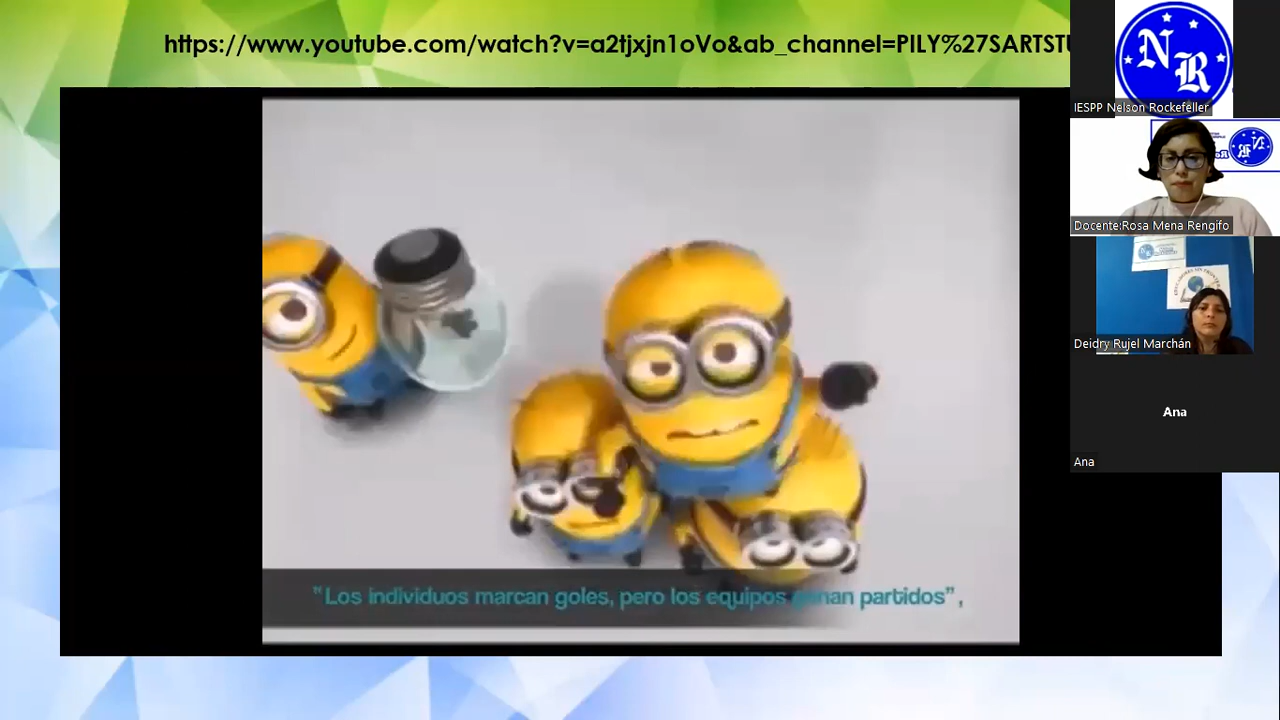 https://www.youtube.com/watch?v=a2tjxjn1oVo&ab_channel=PILY%27SARTSTU
"Los individuos marcan goles, pero los equipos ganan partidos",
NR
IESPP Nelson Rockefeller
Docente:Rosa Mena Rengifo
Deidry Rujel Marchán
Ana
Ana